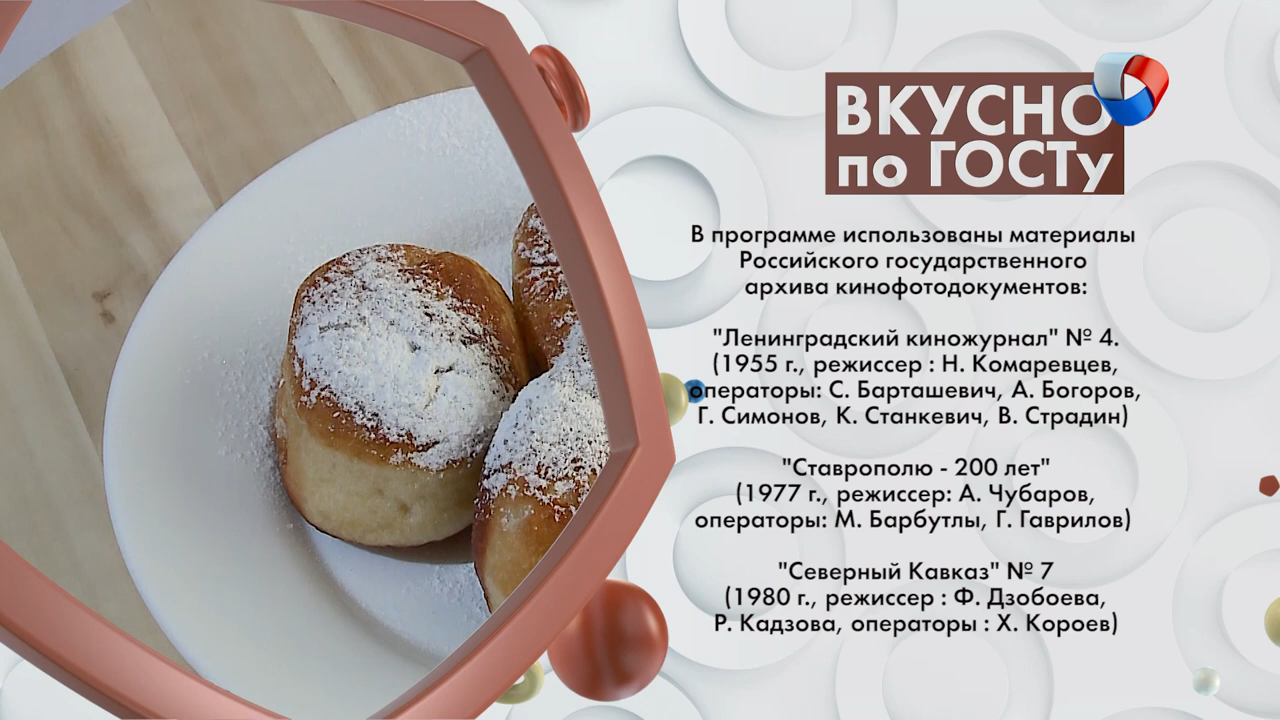 ВКУСНО
по ГОСТу
В программе использованы материалы
Российского государственного
архива кинофотодокументов:
"Ленинградский киножурнал" № 4.
(1955 г., режиссер : Н. Комаревцев,
операторы: С. Барташевич, А. Богоров,
Г. Симонов, К. Станкевич, В. Страдин)
"Ставрополю - 200 лет"
(1977 г., режиссер: А. Чубаров,
операторы: М. Барбутлы, Г. Гаврилов)
"Северный Кавказ" № 7
(1980 г., режиссер : Ф. Дзобоева,
Р. Кадзова, операторы : Х. Короев)